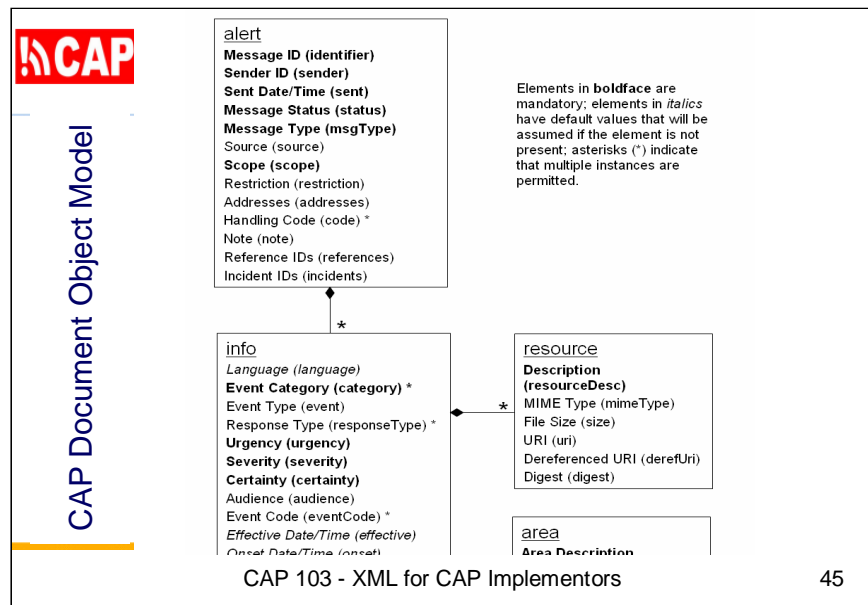 CAP
CAP Document Object Model
alert
Message ID (identifier)
Sender ID (sender)
Sent Date/Time (sent)
Message Status (status)
Message Type (msgType)
Source (source)
Scope (scope)
Restriction (restriction)
Addresses (addresses)
Handling Code (code) *
Note (note)
Reference IDs (references)
Incident IDs (incidents)
Elements in boldface are
mandatory; elements in italics
have default values that will be
assumed if the element is not
present; asterisks (*) indicate
that multiple instances are
permitted.
*
info
Language (language)
Event Category (category) *
Event Type (event)
Response Type (responseType) *
Urgency (urgency)
Severity (severity)
Certainty (certainty)
Audience (audience)
Event Code (eventCode) *
Effective Date/Time (effective)
Onset Date/Time (onset)
*
resource
Description
(resourceDesc)
MIME Type (mimeType)
File Size (size)
URI (uri)
Dereferenced URI (derefUri)
Digest (digest)
area
Area Description
CAP 103 - XML for CAP Implementors
45